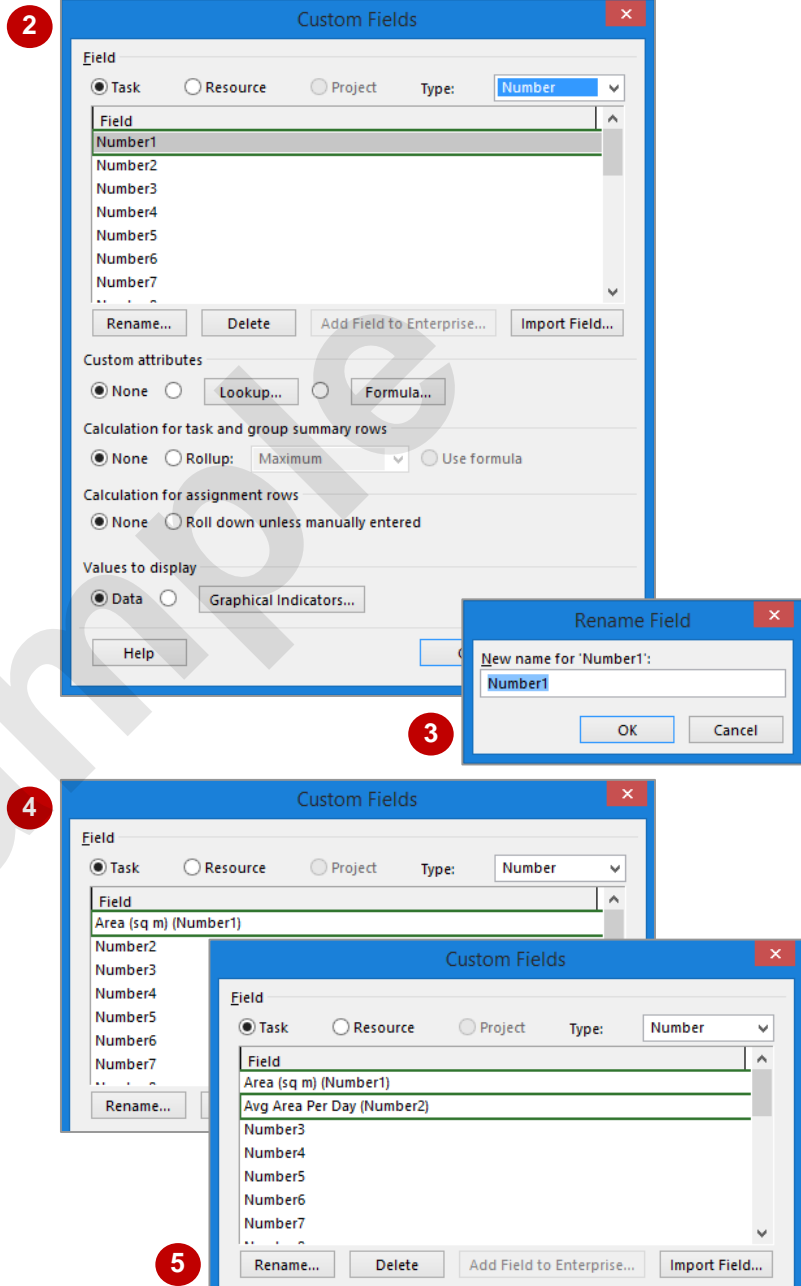 2
Custom Fields
Field
Task Resource Project Type: Number
Field
Number1
Number2
Number3
Number4
Number5
Number6
Number7
Rename... Delete Add Field to Enterprise... Import Field...
Custom attributes
None Lookup... Formula...
Calculation for task and group summary rows
None Rollup: Maximum Use formula
Calculation for assignment rows
None Roll down unless manually entered
Values to display
Data Graphical Indicators...
Help
3
Rename Field
New name for 'Number1':
Number1
OK Cancel
4
Custom Fields
Field
Task Resource Project Type: Number
Field
Area (sq m) (Number1)
Number2
Number3
Number4
Number5
Number6
Number7
Rename...
5
Custom Fields
Field
Task Resource Project Type: Number
Field
Area (sq m) (Number1)
Avg Area Per Day (Number2)
Number3
Number4
Number5
Number6
Number7
Rename... Delete Add Field to Enterprise... Import Field...